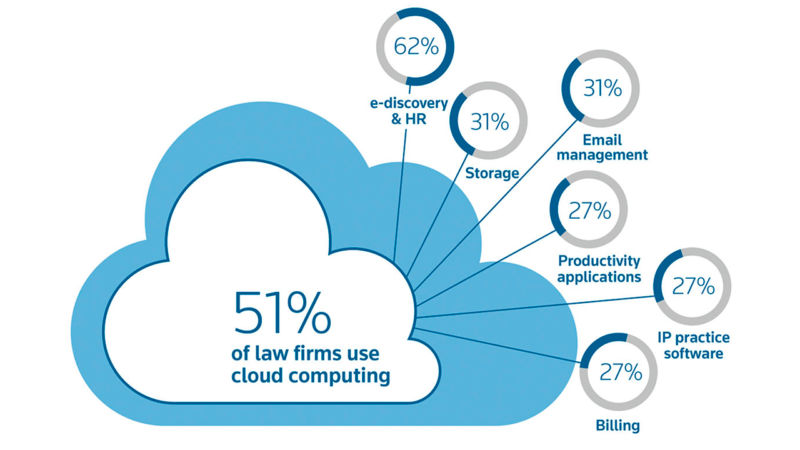 62%
e-discovery
& HR
31%
Storage
31%
Email
management
27%
Productivity
applications
27%
IP practice
software
27%
Billing
51%
of law firms use
cloud computing